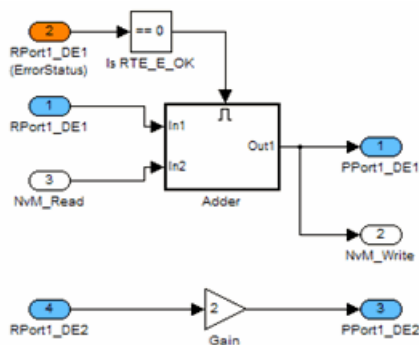 2
== 0
RPort1_DE1
(ErrorStatus)
Is RTE_E_OK
1
RPort1_DE1
In1
Out1
1
PPort1_DE1
3
In2
NvM_Read
Adder
2
NvM_Write
4
RPort1_DE2
2
Gain
3
PPort1_DE2